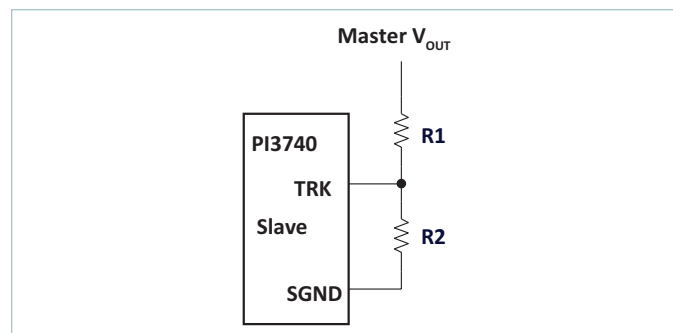 Master VOUT
R1
PI3740
TRK
Slave
R2
SGND